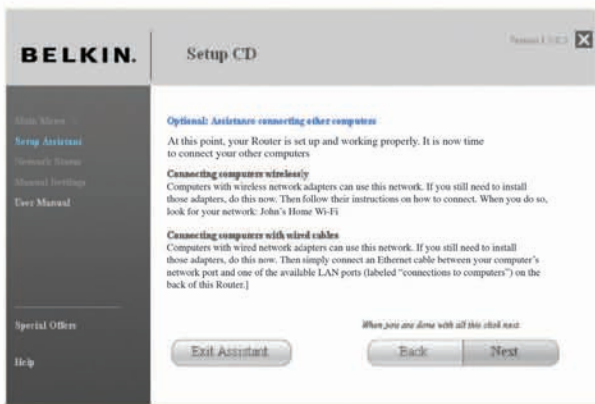 BELKIN.
Setup CD
Main Menu
Setup Assistant
Network Status
Manual Settings
User Manual
Special Offers
Help
Optional: Assistance connecting other computers
At this point, your Router is set up and working properly. It is now time
to connect your other computers
Connecting computers wirelessly
Computers with wireless network adapters can use this network. If you still need to install
those adapters, do this now. Then follow their instructions on how to connect. When you do so,
look for your network: John’s Home Wi-Fi
Connecting computers with wired cables
Computers with wired network adapters can use this network. If you still need to install
those adapters, do this now. Then simply connect an Ethernet cable between your computer’s
network port and one of the available LAN ports (labeled “connections to computers”) on the
back of this Router.]
When you are done with all this click next
Exit Assistant
Back
Next